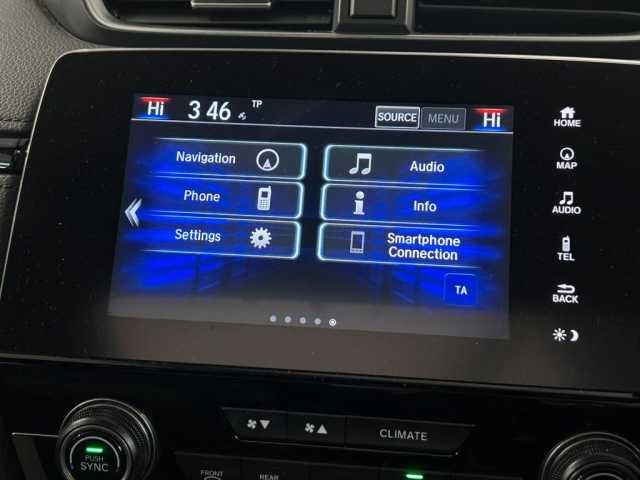 Hi 3 46 TP SOURCE MENU Hi
HOME
Navigation Audio
MAP
Phone Info
AUDIO
Settings Smartphone
Connection
TEL
TA
BACK
PUSH
SYNC
CLIMATE
FRONT
REAR